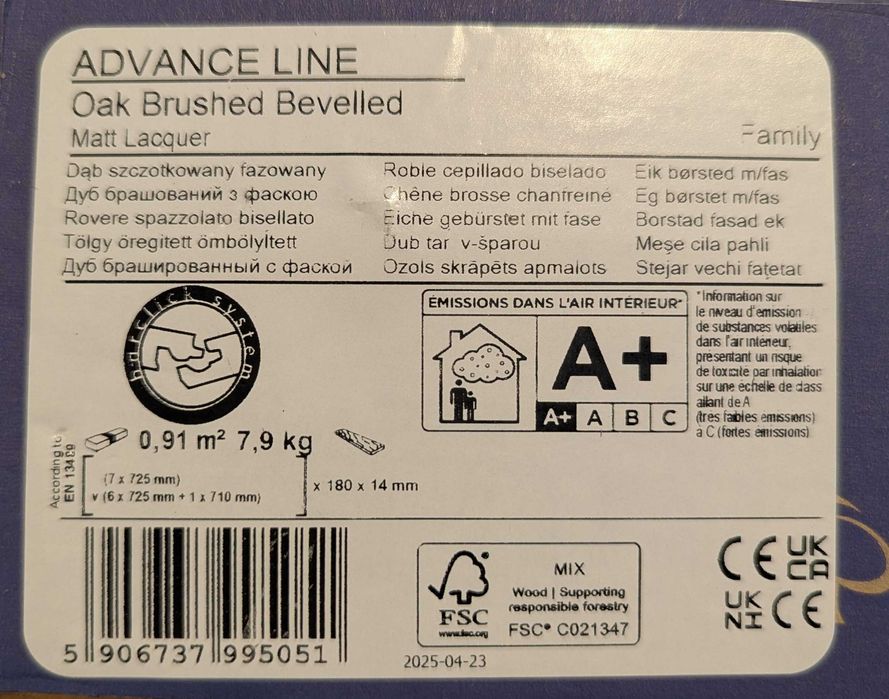 ADVANCE LINE
Oak Brushed Bevelled
Matt Lacquer
Family
Dąb szczotkowany fazowany
Дуб брашований з фаскою
Rovere spazzolato bisellato
Tölgy öregitett ömbölyített
Дуб брашированный с фаской
Roble cepillado biselado
Chêne brosse chanfreiné
Eiche gebürstet mit fase
Dub tar v-šparou
Ozols skrāpēts apmalots
Eik børsted m/fas
Eg børstet m/fas
Borstad fasad ek
Meşe cila pahli
Stejar vechi fațetat
barclick system
0,91 m² 7,9 kg
According to
EN 13489
(7 x 725 mm)
v (6 x 725 mm + 1 x 710 mm)
x 180 x 14 mm
ÉMISSIONS DANS L'AIR INTÉRIEUR*
A+
A+ A B C
*Information sur
le niveau d'émission
de substances volatiles
dans l'air intérieur,
présentant un risque
de toxicité par inhalation
sur une échelle de class
allant de A
(très faibles émissions)
à C (fortes émissions)
5 906737 995051
FSC
www.fsc.org
MIX
Wood | Supporting
responsible forestry
FSC® C021347
2025-04-23
CE UK
CA
UK
NI CE